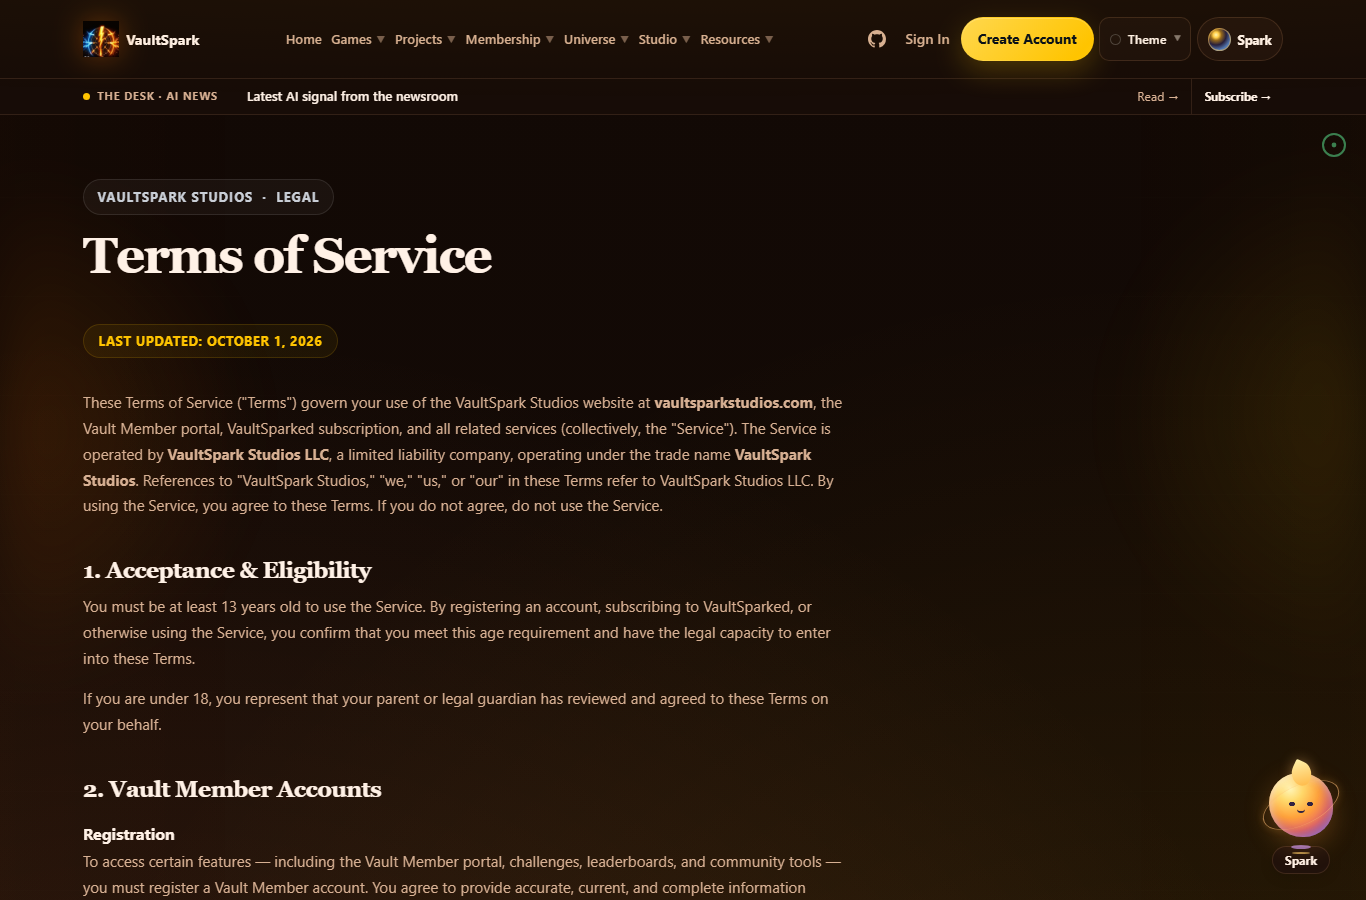 VaultSpark
Home Games Projects Membership Universe Studio Resources
Sign In
Create Account
Theme
Spark
THE DESK · AI NEWS
Latest AI signal from the newsroom
Read →
Subscribe →
VAULTSPARK STUDIOS · LEGAL
Terms of Service
LAST UPDATED: OCTOBER 1, 2026
These Terms of Service ("Terms") govern your use of the VaultSpark Studios website at vaultsparkstudios.com, the
Vault Member portal, VaultSparked subscription, and all related services (collectively, the "Service"). The Service is
operated by VaultSpark Studios LLC, a limited liability company, operating under the trade name VaultSpark
Studios. References to "VaultSpark Studios," "we," "us," or "our" in these Terms refer to VaultSpark Studios LLC. By
using the Service, you agree to these Terms. If you do not agree, do not use the Service.
1. Acceptance & Eligibility
You must be at least 13 years old to use the Service. By registering an account, subscribing to VaultSparked, or
otherwise using the Service, you confirm that you meet this age requirement and have the legal capacity to enter
into these Terms.
If you are under 18, you represent that your parent or legal guardian has reviewed and agreed to these Terms on
your behalf.
2. Vault Member Accounts
Registration
To access certain features — including the Vault Member portal, challenges, leaderboards, and community tools —
you must register a Vault Member account. You agree to provide accurate, current, and complete information
Spark